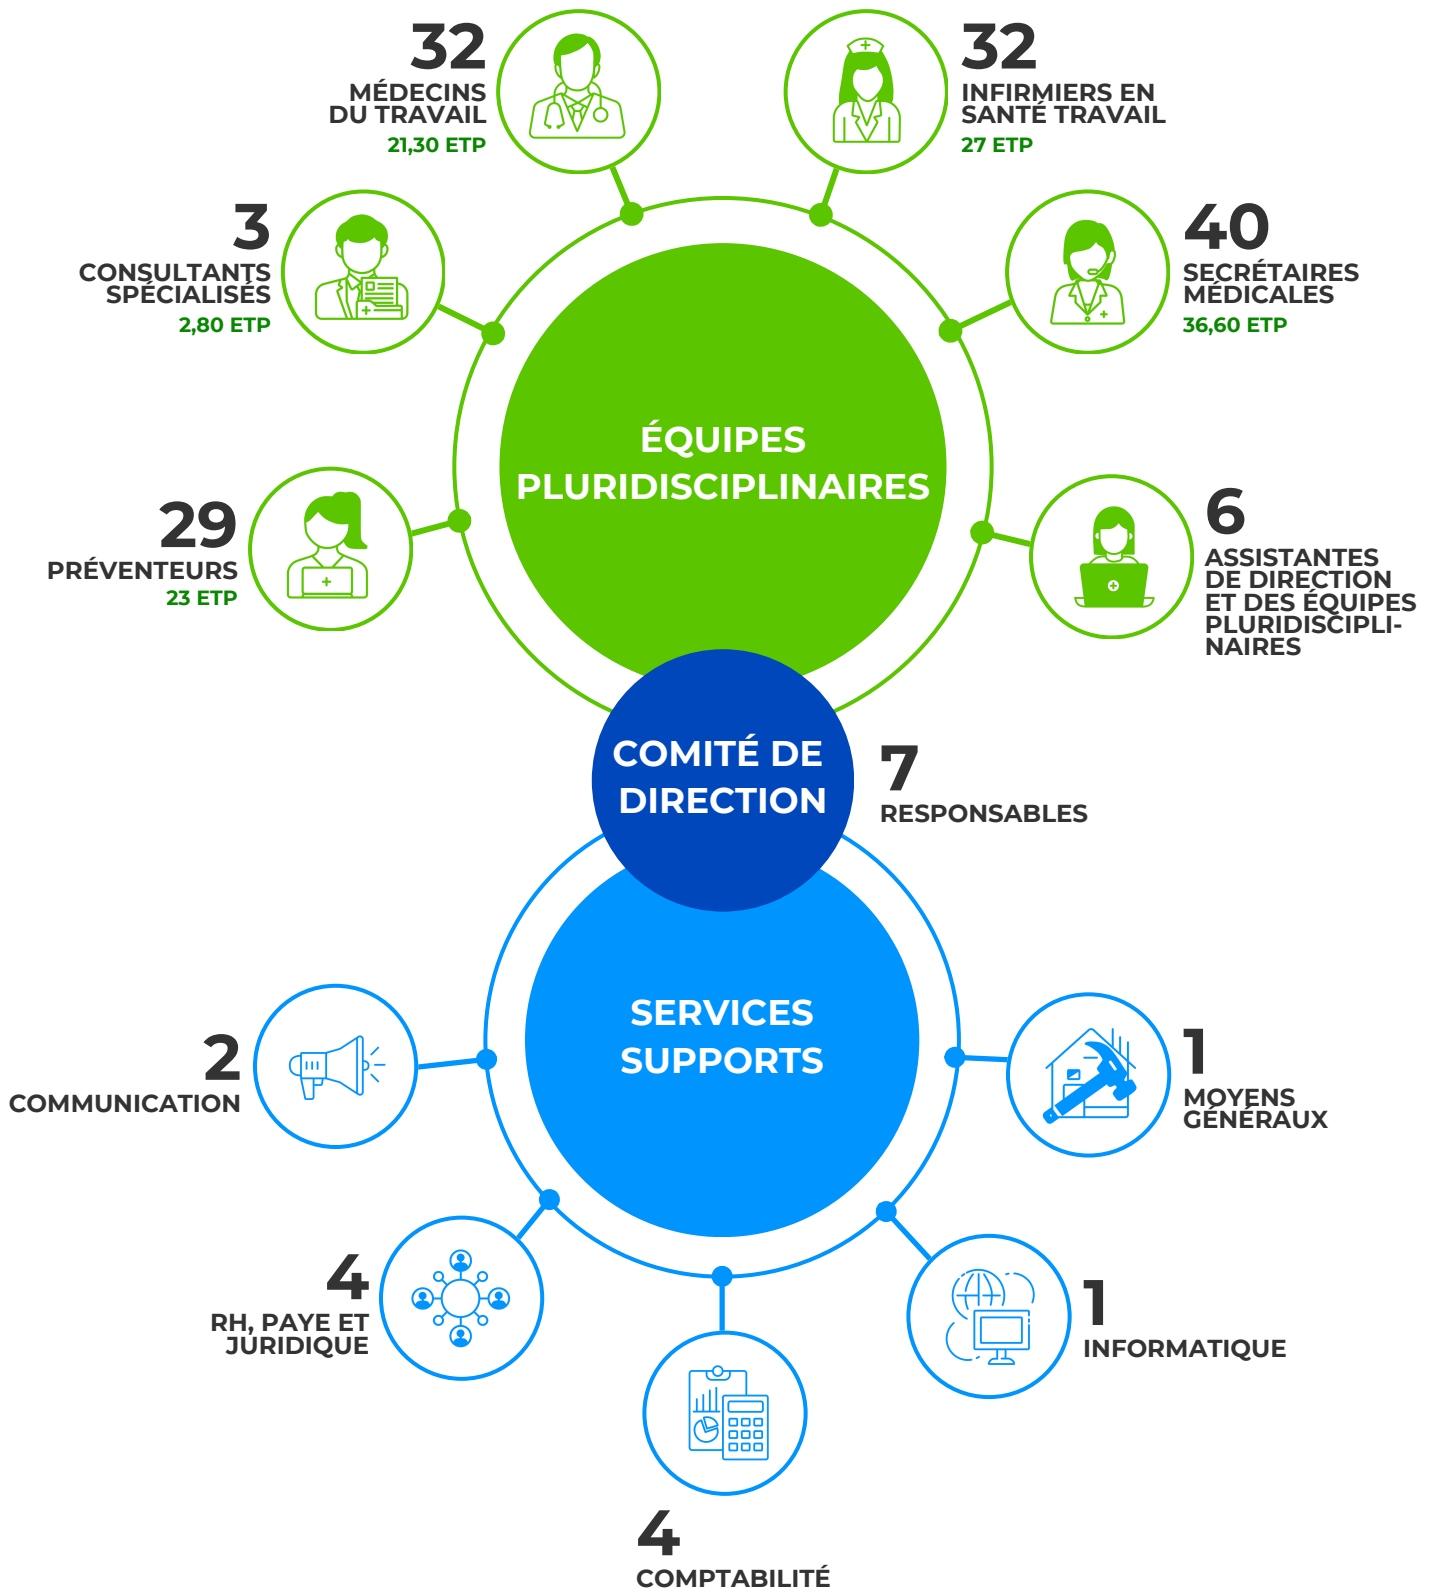 32
MÉDECINS
DU TRAVAIL
21,30 ETP
32
INFIRMIERS EN
SANTÉ TRAVAIL
27 ETP
3
CONSULTANTS
SPÉCIALISÉS
2,80 ETP
40
SECRÉTAIRES
MÉDICALES
36,60 ETP
ÉQUIPES
PLURIDISCIPLINAIRES
29
PRÉVENTEURS
23 ETP
6
ASSISTANTES
DE DIRECTION
ET DES ÉQUIPES
PLURIDISCIPLI-
NAIRES
COMITÉ DE
DIRECTION
7
RESPONSABLES
SERVICES
SUPPORTS
2
COMMUNICATION
1
MOYENS
GÉNÉRAUX
4
RH, PAYE ET
JURIDIQUE
1
INFORMATIQUE
4
COMPTABILITÉ